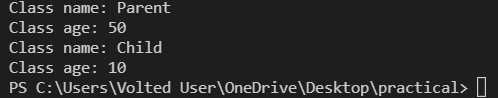 Class name: Parent
Class age: 50
Class name: Child
Class age: 10
PS C:\Users\Volted User\OneDrive\Desktop\practical>